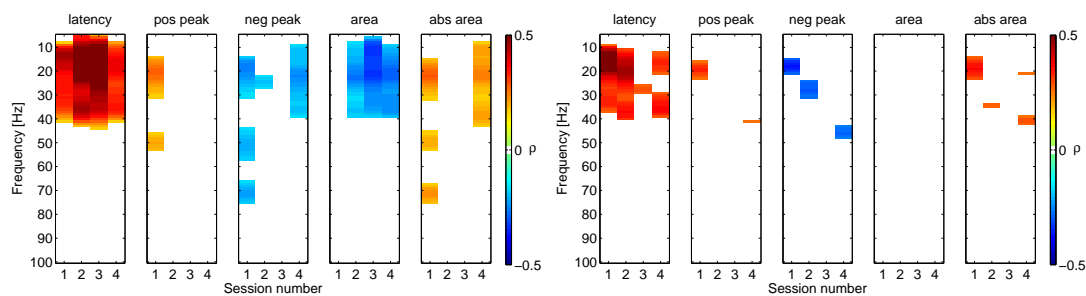 latency pos peak neg peak area abs area
10
20
30
40
50
60
70
80
90
100
Frequency [Hz]
1 2 3 4 1 2 3 4 1 2 3 4 1 2 3 4 1 2 3 4
Session number
0.5
0 ρ
−0.5
latency pos peak neg peak area abs area
10
20
30
40
50
60
70
80
90
100
Frequency [Hz]
1 2 3 4 1 2 3 4 1 2 3 4 1 2 3 4 1 2 3 4
Session number
0.5
0 ρ
−0.5